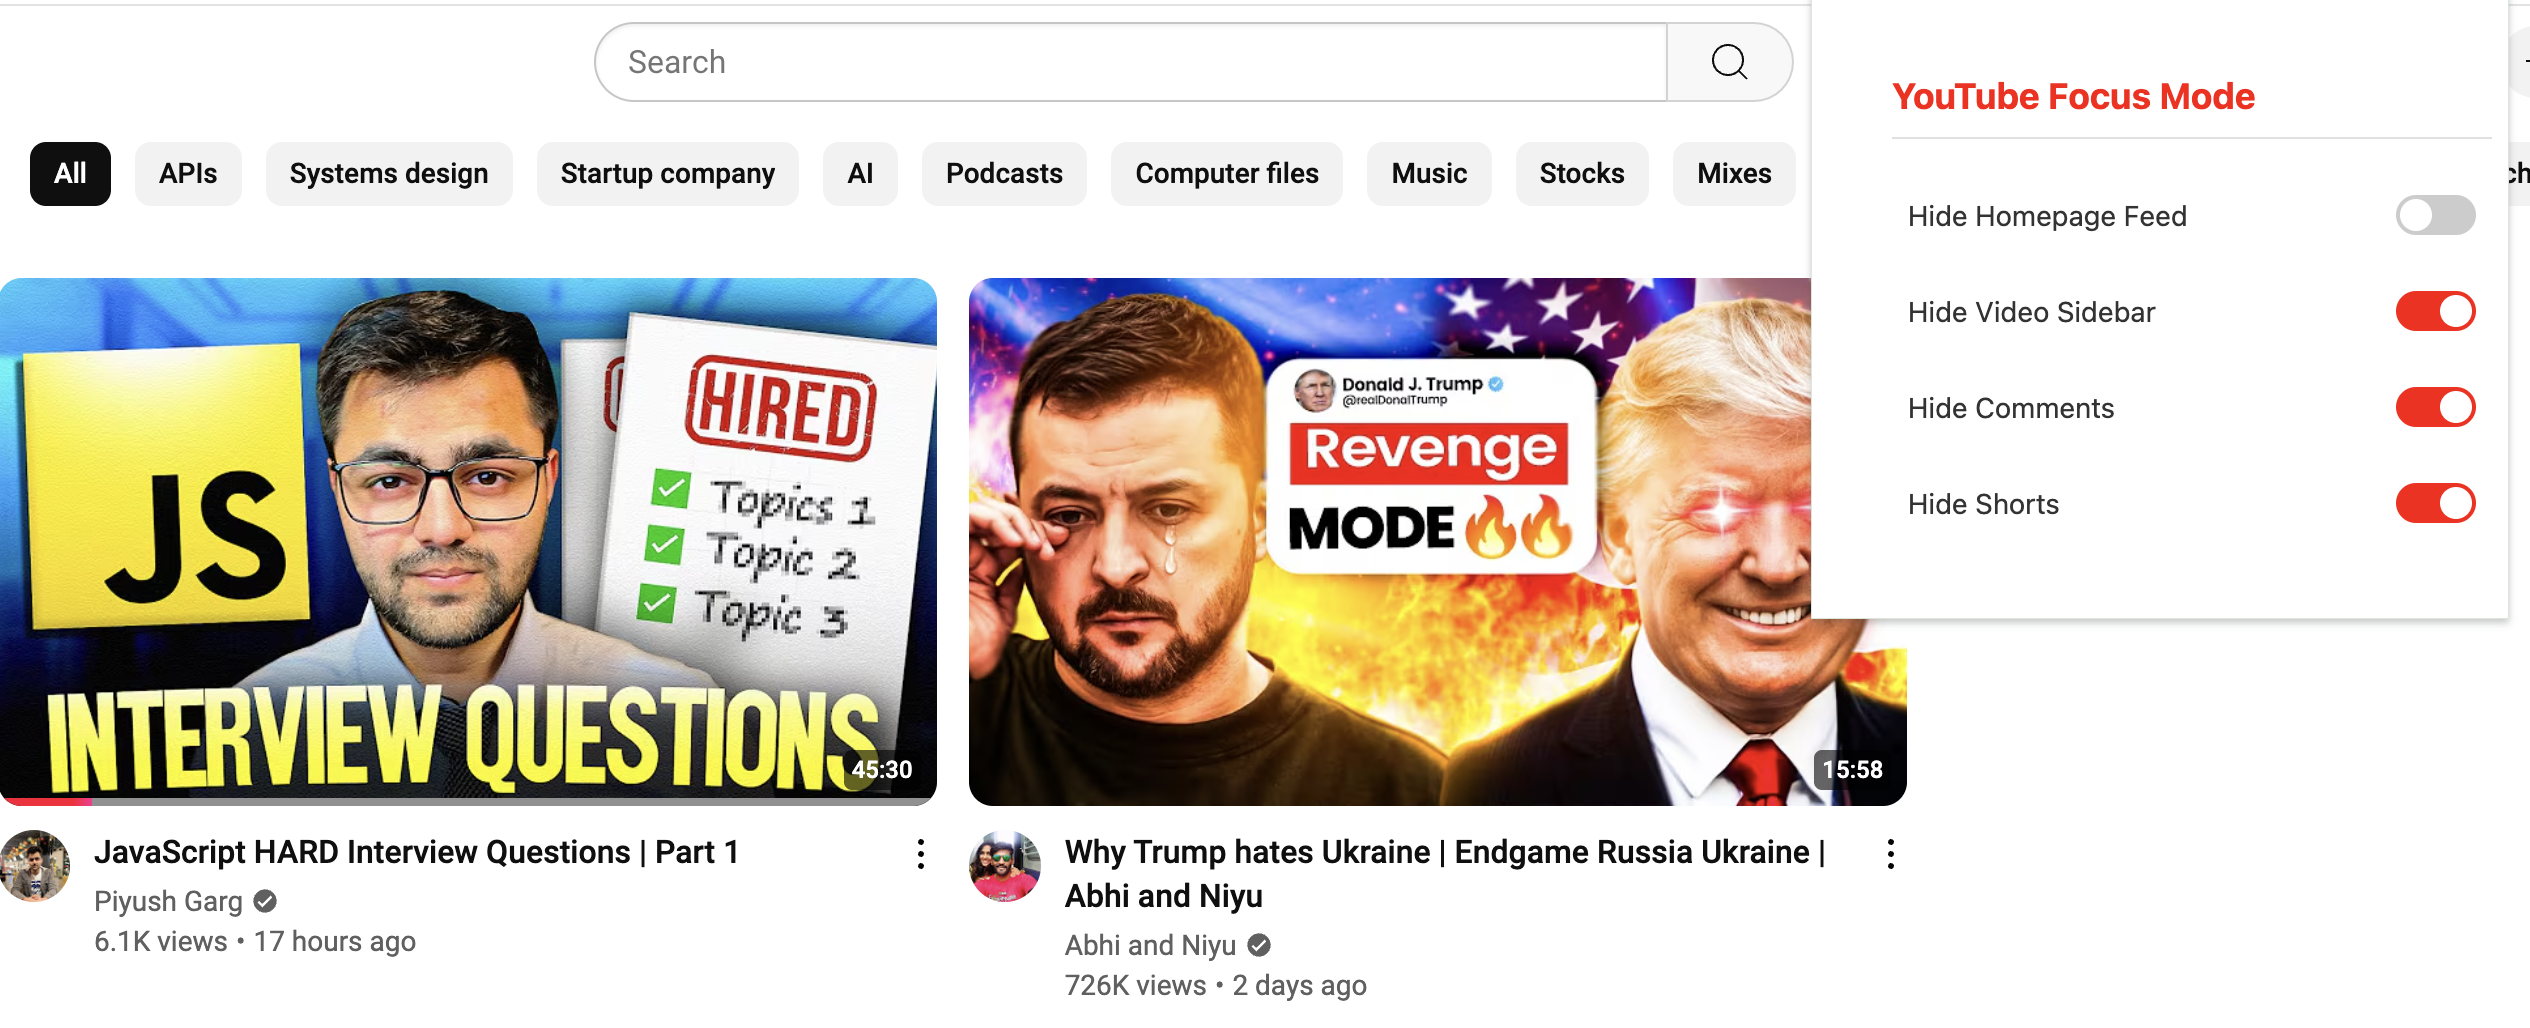 Search
All
APIs
Systems design
Startup company
AI
Podcasts
Computer files
Music
Stocks
Mixes
ch
YouTube Focus Mode
Hide Homepage Feed
Hide Video Sidebar
Hide Comments
Hide Shorts
JS
HIRED
Topics 1
Topic 2
Topic 3
INTERVIEW QUESTIONS
45:30
Donald J. Trump
@realDonalTrump
Revenge
MODE
15:58
JavaScript HARD Interview Questions | Part 1
Piyush Garg
6.1K views • 17 hours ago
Why Trump hates Ukraine | Endgame Russia Ukraine |
Abhi and Niyu
Abhi and Niyu
726K views • 2 days ago